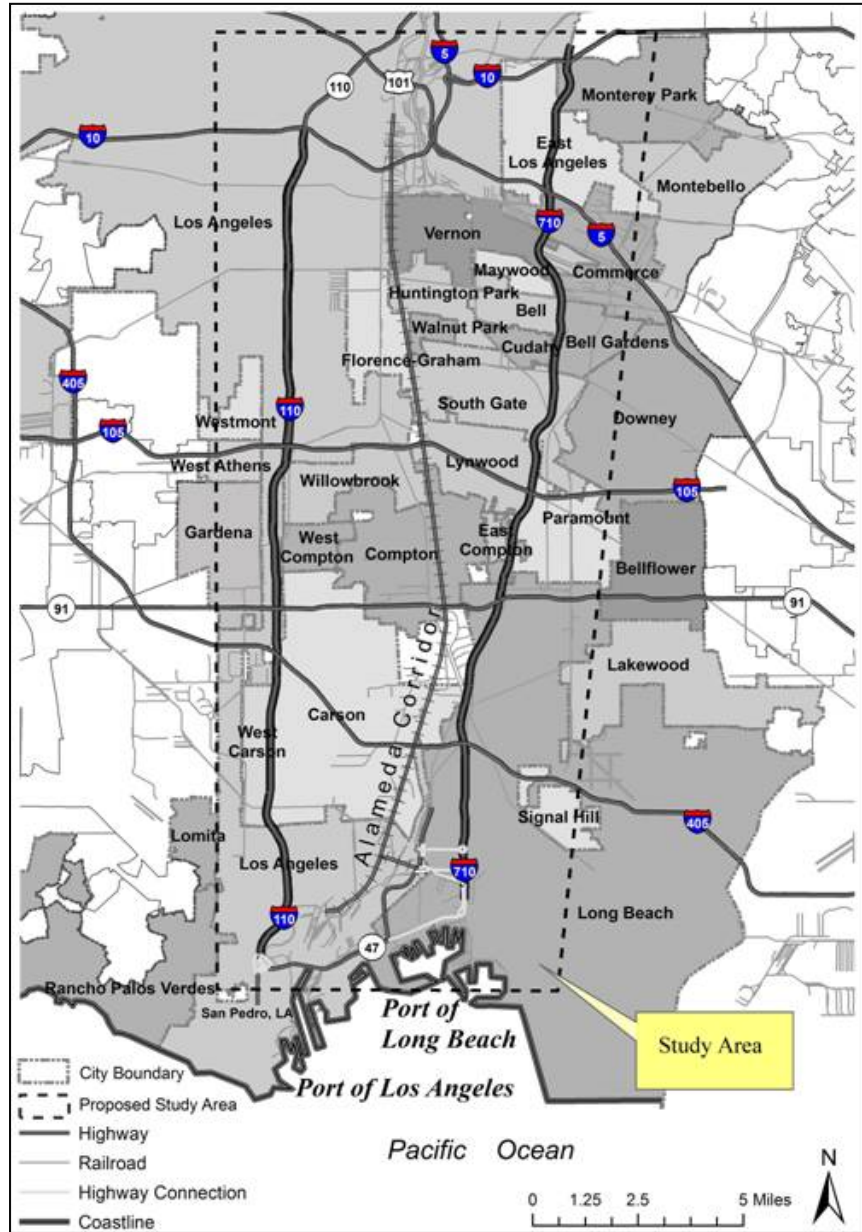 5
10
110
101
Monterey Park
10
East
Los Angeles
Montebello
Los Angeles
710
5
Vernon
Maywood
Commerce
Huntington Park
Bell
Walnut Park
Cudahy
Bell Gardens
Florence-Graham
405
South Gate
110
Downey
Westmont
105
West Athens
Lynwood
Willowbrook
105
Paramount
Gardena
West
Compton
Compton
East
Compton
Bellflower
91
91
Alameda Corridor
Lakewood
Carson
West
Carson
Signal Hill
405
Lomita
Los Angeles
710
110
Long Beach
47
Rancho Palos Verdes
San Pedro, LA
Port of
Long Beach
Study Area
Port of Los Angeles
City Boundary
Proposed Study Area
Highway
Railroad
Highway Connection
Coastline
Pacific Ocean
N
0 1.25 2.5 5 Miles